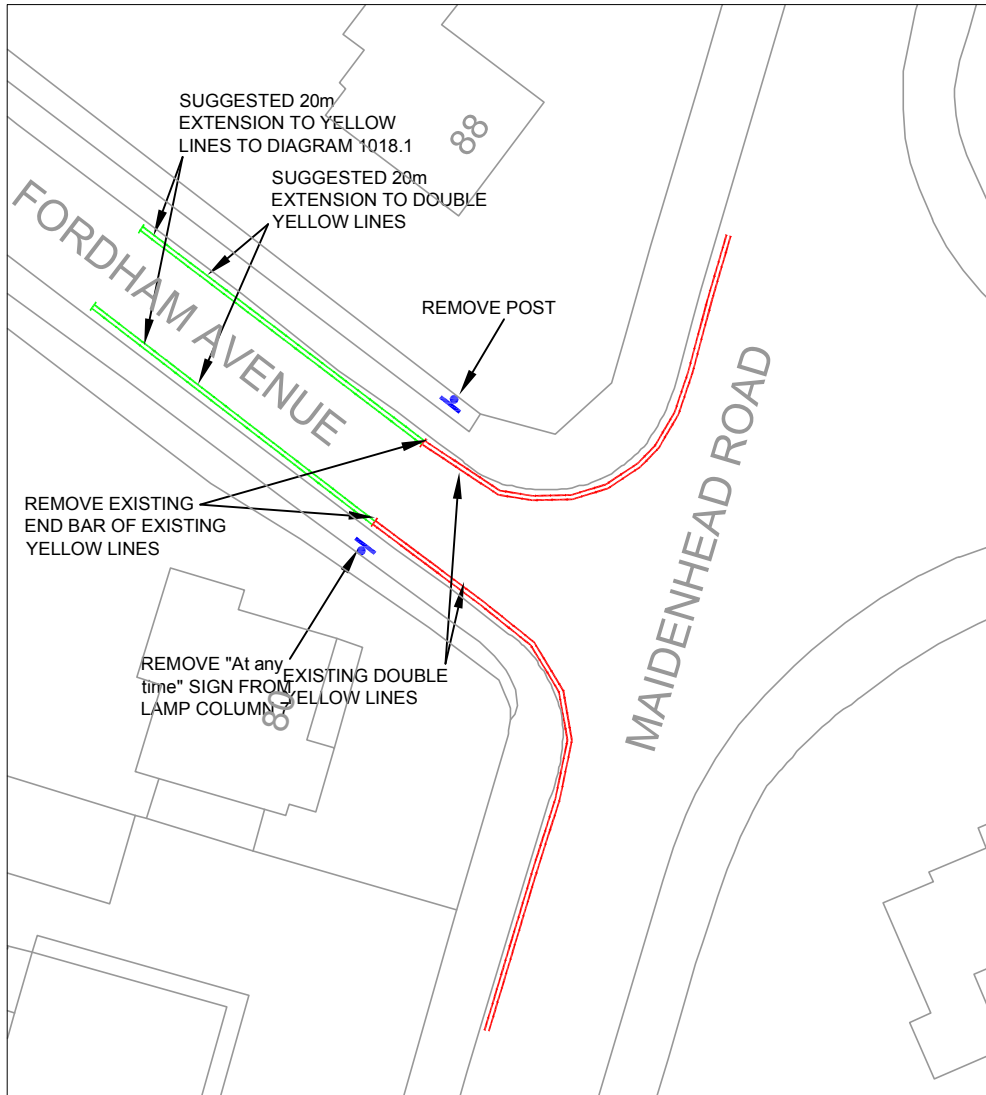 SUGGESTED 20m
EXTENSION TO YELLOW
LINES TO DIAGRAM 1018.1
88
SUGGESTED 20m
EXTENSION TO DOUBLE
YELLOW LINES
FORDHAM AVENUE
REMOVE POST
MAIDENHEAD ROAD
REMOVE EXISTING
END BAR OF EXISTING
YELLOW LINES
REMOVE "At any
time" SIGN FROM
LAMP COLUMN 7
80
EXISTING DOUBLE
YELLOW LINES